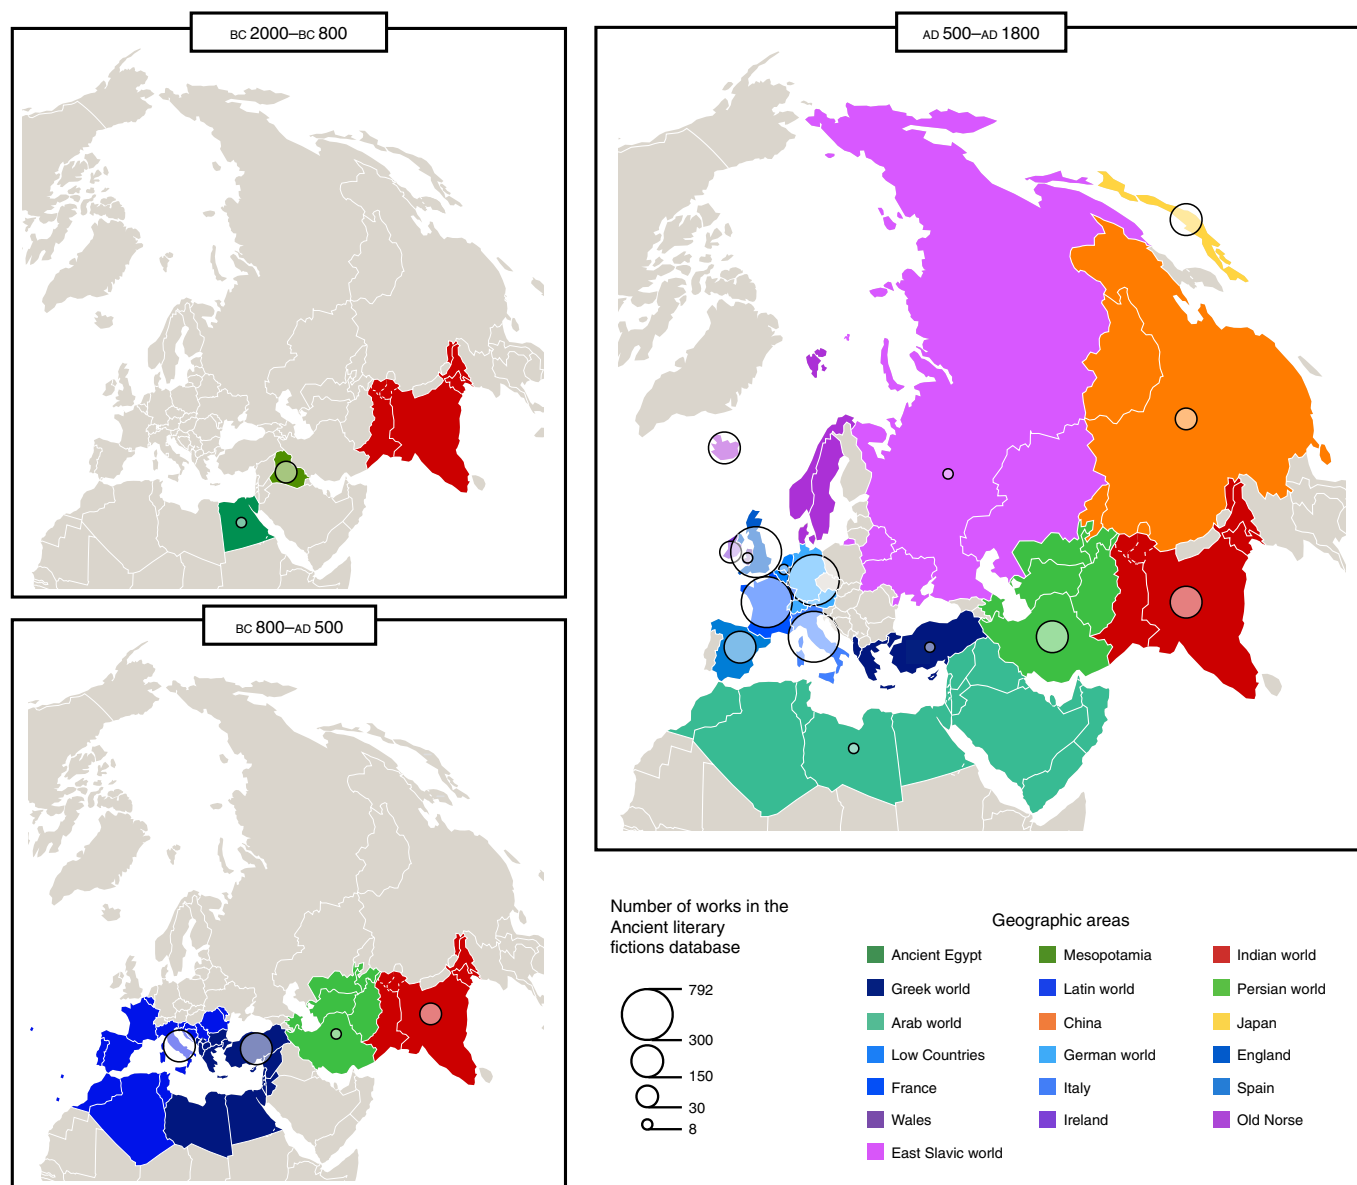 BC 2000–BC 800
AD 500–AD 1800
BC 800–AD 500
Number of works in the
Ancient literary
fictions database
792
300
150
30
8
Geographic areas
Ancient Egypt
Mesopotamia
Indian world
Greek world
Latin world
Persian world
Arab world
China
Japan
Low Countries
German world
England
France
Italy
Spain
Wales
Ireland
Old Norse
East Slavic world